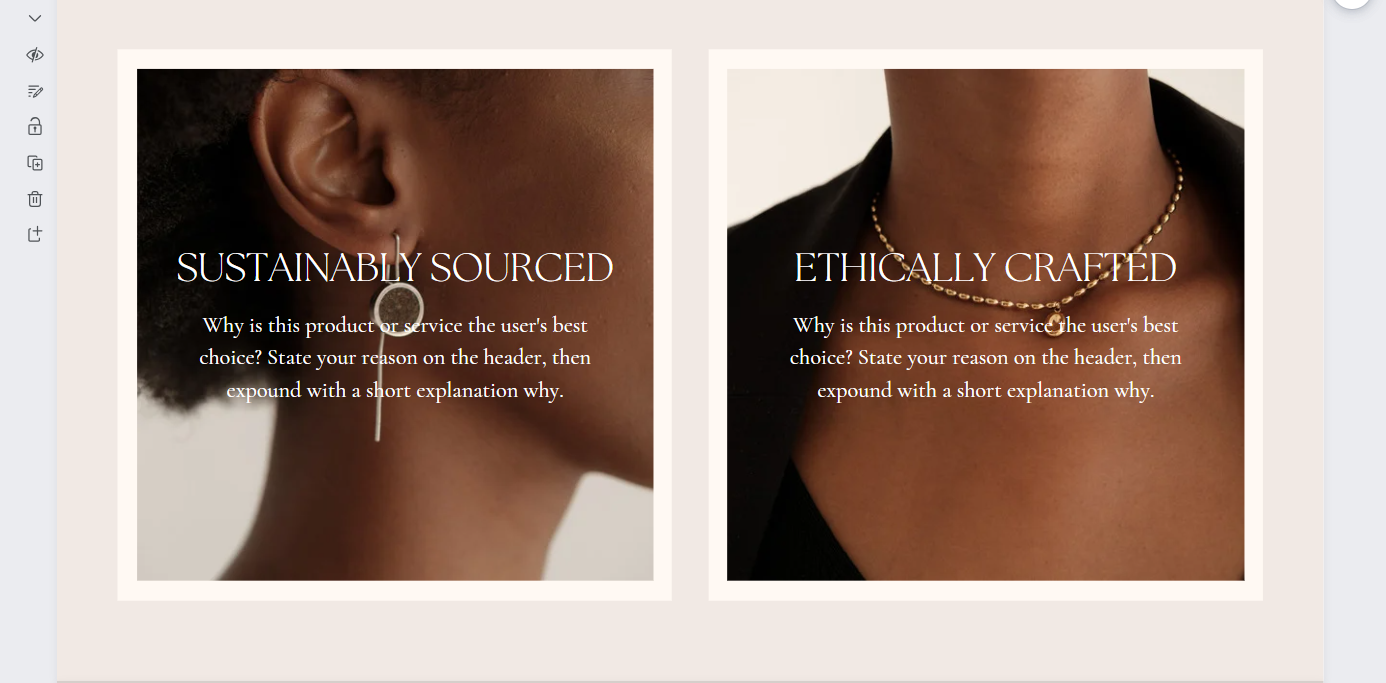 SUSTAINABLY SOURCED
Why is this product or service the user's best
choice? State your reason on the header, then
expound with a short explanation why.
ETHICALLY CRAFTED
Why is this product or service the user's best
choice? State your reason on the header, then
expound with a short explanation why.